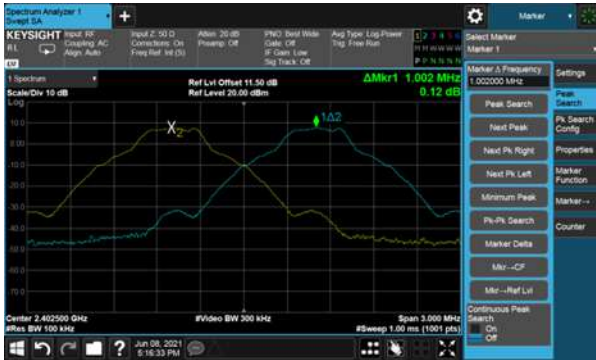 Spectrum Analyzer 1
Swept SA
+
Marker
KEYSIGHT
Input: RF
Coupling: AC
Align: Auto
Input Z: 50 Ω
Corrections: On
Freq Ref: Int (S)
Atten: 20 dB
Preamp: Off
PNO: Best Wide
Gate: Off
IF Gain: Low
Sig Track: Off
Avg Type: Log-Power
Trig: Free Run
1 2 3 4 5 6
M W W W W W
P P N N N N
Select Marker
Marker 1
1 Spectrum
Scale/Div 10 dB
Ref Lvl Offset 11.50 dB
Ref Level 20.00 dBm
ΔMkr1 1.002 MHz
0.12 dB
Log
10.0
0.00
-10.0
-20.0
-30.0
-40.0
-50.0
-60.0
-70.0
X2
1Δ2
Center 2.402500 GHz
#Res BW 100 kHz
#Video BW 300 kHz
Span 3.000 MHz
#Sweep 1.00 ms (1001 pts)
Marker Δ Frequency
1.002000 MHz
Peak Search
Next Peak
Next Pk Right
Next Pk Left
Minimum Peak
Pk-Pk Search
Marker Delta
Mkr→CF
Mkr→Ref Lvl
Continuous Peak
Search
On
Off
Settings
Peak
Search
Pk Search
Config
Properties
Marker
Function
Marker→
Counter
?
Jun 08, 2021
5:16:33 PM